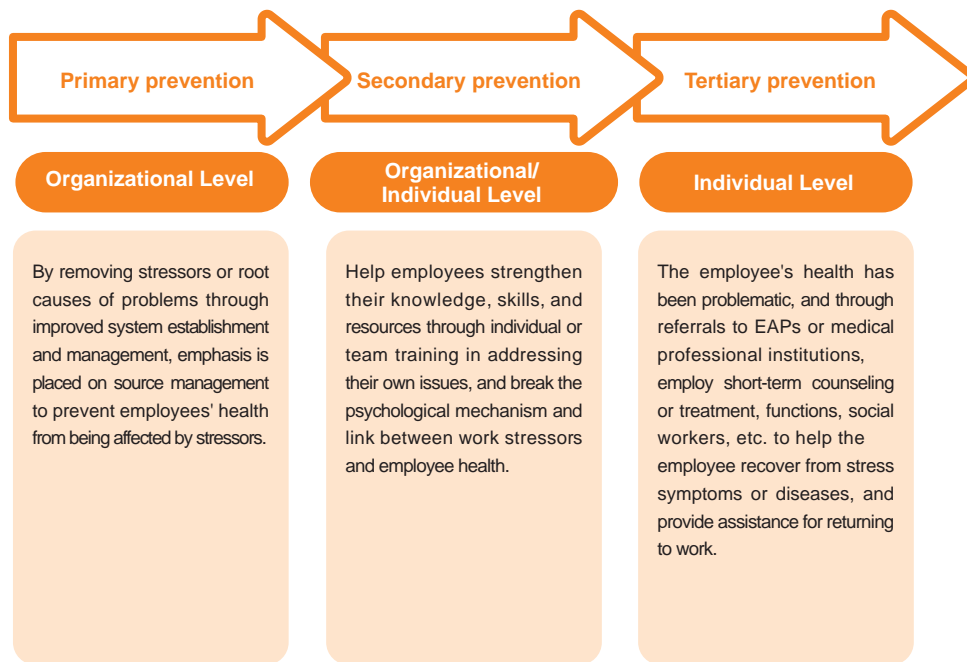 Primary prevention
Secondary prevention
Tertiary prevention
Organizational Level
Organizational/
Individual Level
Individual Level
By removing stressors or root
causes of problems through
improved system establishment
and management, emphasis is
placed on source management
to prevent employees' health
from being affected by stressors.
Help employees strengthen
their knowledge, skills, and
resources through individual or
team training in addressing
their own issues, and break the
psychological mechanism and
link between work stressors
and employee health.
The employee's health has
been problematic, and through
referrals to EAPs or medical
professional institutions,
employ short-term counseling
or treatment, functions, social
workers, etc. to help the
employee recover from stress
symptoms or diseases, and
provide assistance for returning
to work.